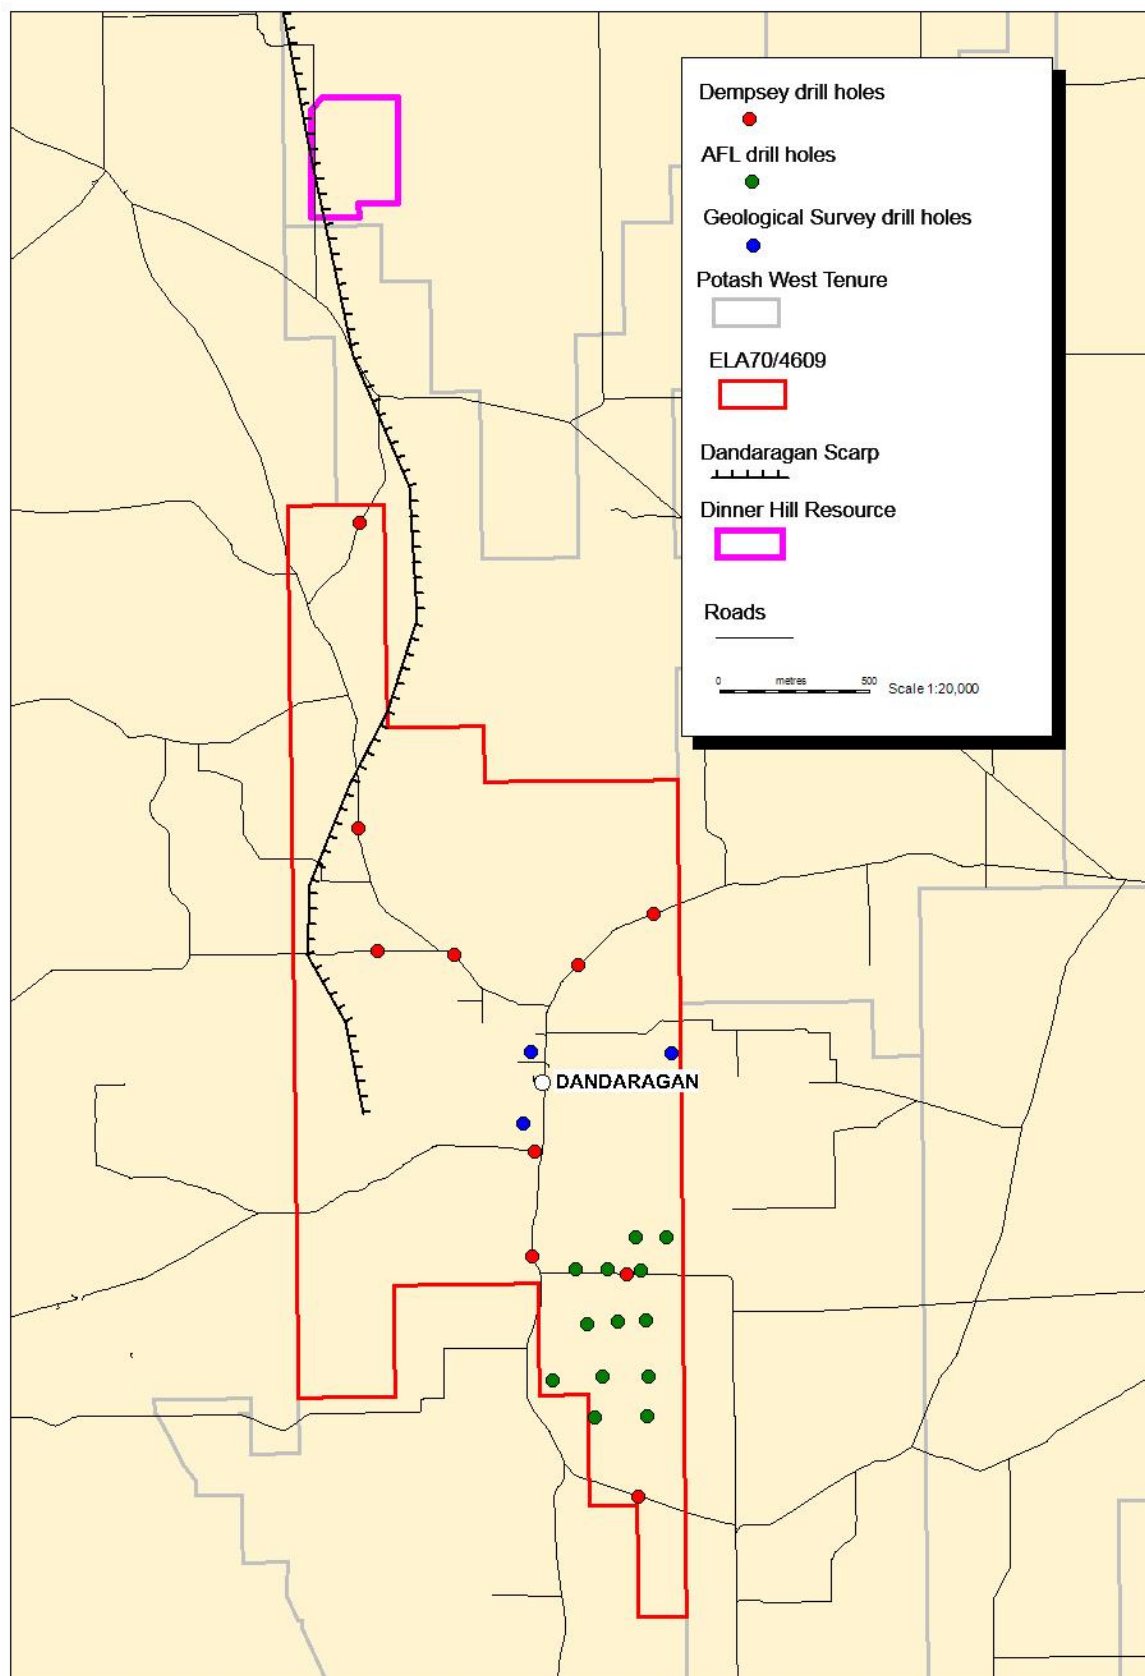 Dempsey drill holes
AFL drill holes
Geological Survey drill holes
Potash West Tenure
ELA70/4609
Dandaragan Scarp
Dinner Hill Resource
Roads
0 metres 500 Scale 1:20,000
DANDARAGAN